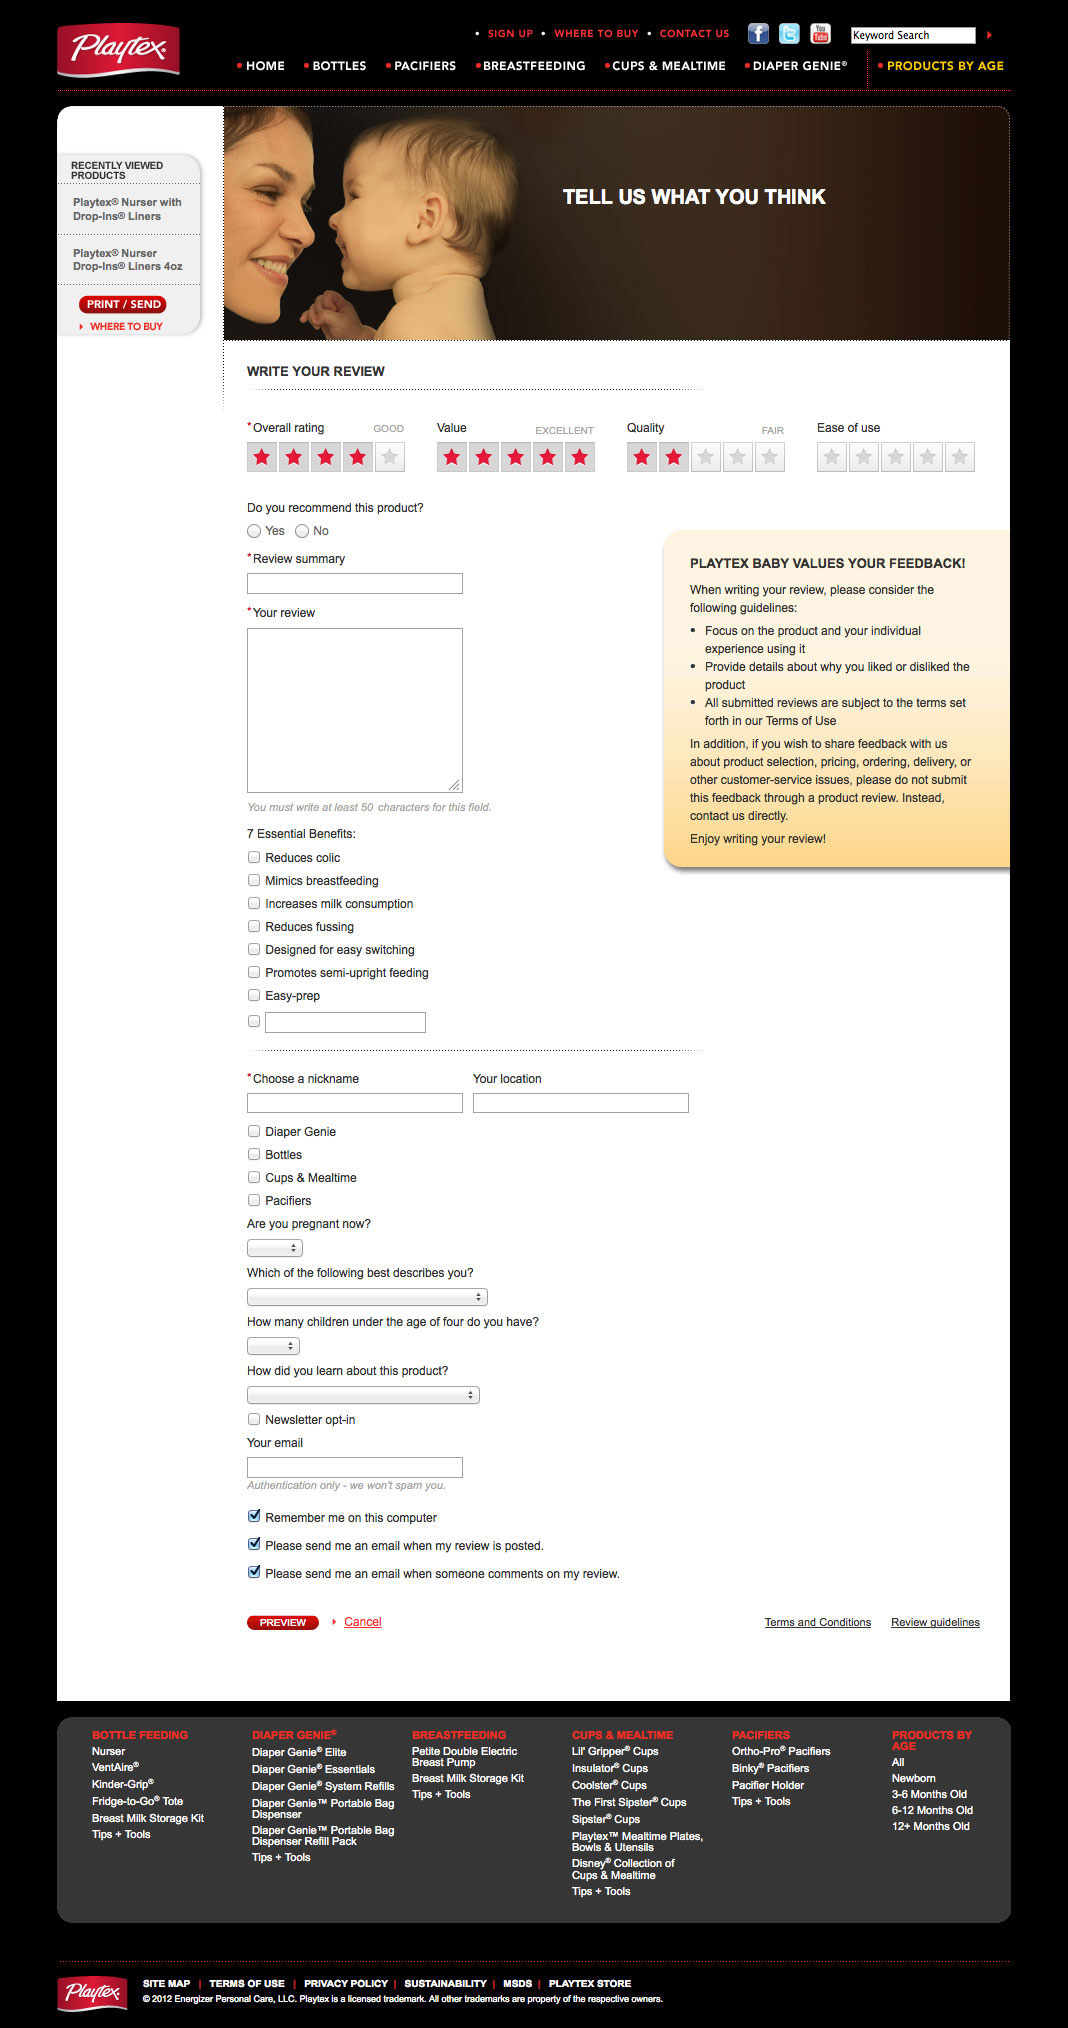 Playtex®
• SIGN UP • WHERE TO BUY • CONTACT US
f t You Tube
Keyword Search
• HOME • BOTTLES • PACIFIERS • BREASTFEEDING • CUPS & MEALTIME • DIAPER GENIE® • PRODUCTS BY AGE
RECENTLY VIEWED
PRODUCTS
Playtex® Nurser with
Drop-Ins® Liners
Playtex® Nurser
Drop-Ins® Liners 4oz
PRINT / SEND
WHERE TO BUY
TELL US WHAT YOU THINK
WRITE YOUR REVIEW
*Overall rating GOOD
Value EXCELLENT
Quality FAIR
Ease of use
Do you recommend this product?
Yes No
*Review summary
*Your review
You must write at least 50 characters for this field.
PLAYTEX BABY VALUES YOUR FEEDBACK!
When writing your review, please consider the
following guidelines:
• Focus on the product and your individual
experience using it
• Provide details about why you liked or disliked the
product
• All submitted reviews are subject to the terms set
forth in our Terms of Use
In addition, if you wish to share feedback with us
about product selection, pricing, ordering, delivery, or
other customer-service issues, please do not submit
this feedback through a product review. Instead,
contact us directly.
Enjoy writing your review!
7 Essential Benefits:
Reduces colic
Mimics breastfeeding
Increases milk consumption
Reduces fussing
Designed for easy switching
Promotes semi-upright feeding
Easy-prep
*Choose a nickname Your location
Diaper Genie
Bottles
Cups & Mealtime
Pacifiers
Are you pregnant now?
Which of the following best describes you?
How many children under the age of four do you have?
How did you learn about this product?
Newsletter opt-in
Your email
Authentication only - we won't spam you.
Remember me on this computer
Please send me an email when my review is posted.
Please send me an email when someone comments on my review.
PREVIEW Cancel Terms and Conditions Review guidelines
BOTTLE FEEDING
Nurser
VentAire®
Kinder-Grip®
Fridge-to-Go® Tote
Breast Milk Storage Kit
Tips + Tools
DIAPER GENIE®
Diaper Genie® Elite
Diaper Genie® Essentials
Diaper Genie® System Refills
Diaper Genie™ Portable Bag
Dispenser
Diaper Genie™ Portable Bag
Dispenser Refill Pack
Tips + Tools
BREASTFEEDING
Petite Double Electric
Breast Pump
Breast Milk Storage Kit
Tips + Tools
CUPS & MEALTIME
Lil' Gripper® Cups
Insulator® Cups
Coolster® Cups
The First Sipster® Cups
Sipster® Cups
Playtex™ Mealtime Plates,
Bowls & Utensils
Disney® Collection of
Cups & Mealtime
Tips + Tools
PACIFIERS
Ortho-Pro® Pacifiers
Binky® Pacifiers
Pacifier Holder
Tips + Tools
PRODUCTS BY
AGE
All
Newborn
3-6 Months Old
6-12 Months Old
12+ Months Old
Playtex
SITE MAP | TERMS OF USE | PRIVACY POLICY | SUSTAINABILITY | MSDS | PLAYTEX STORE
© 2012 Energizer Personal Care, LLC. Playtex is a licensed trademark. All other trademarks are property of the respective owners.